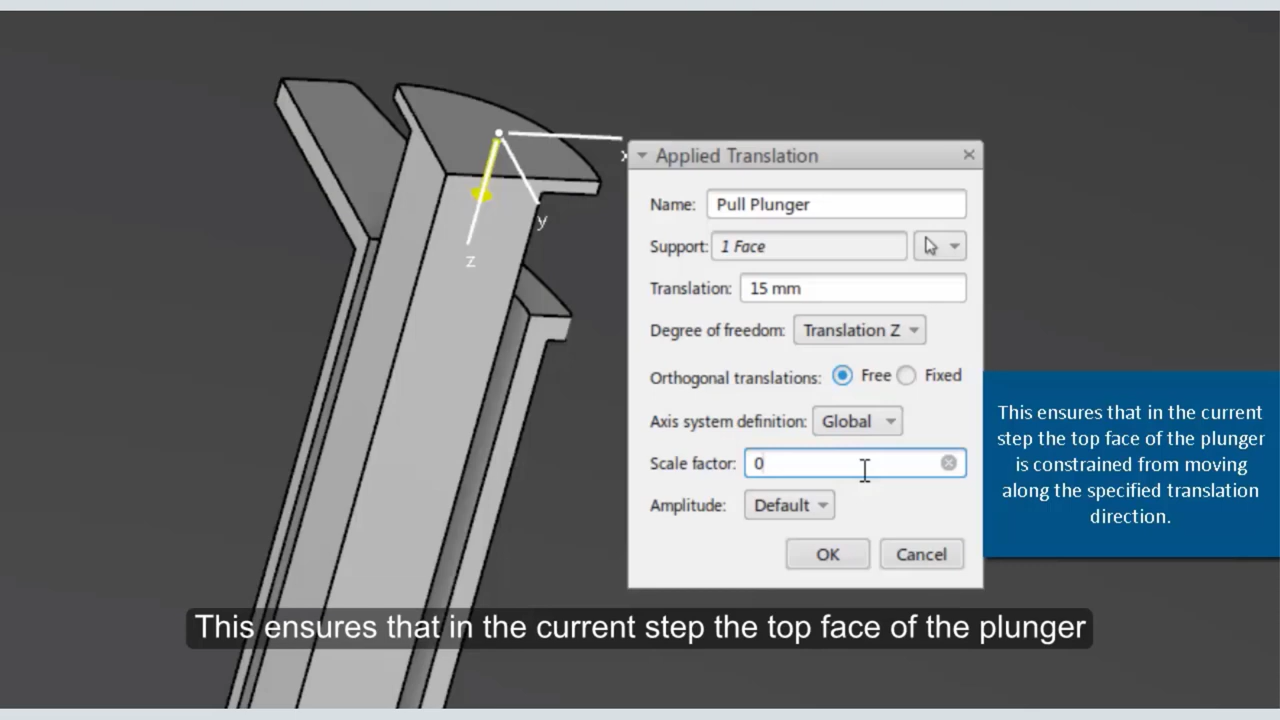 x
y
z
Applied Translation
Name: Pull Plunger
Support: 1 Face
Translation: 15 mm
Degree of freedom: Translation Z
Orthogonal translations: Free Fixed
Axis system definition: Global
Scale factor: 0
Amplitude: Default
OK Cancel
This ensures that in the current
step the top face of the plunger
is constrained from moving
along the specified translation
direction.
This ensures that in the current step the top face of the plunger